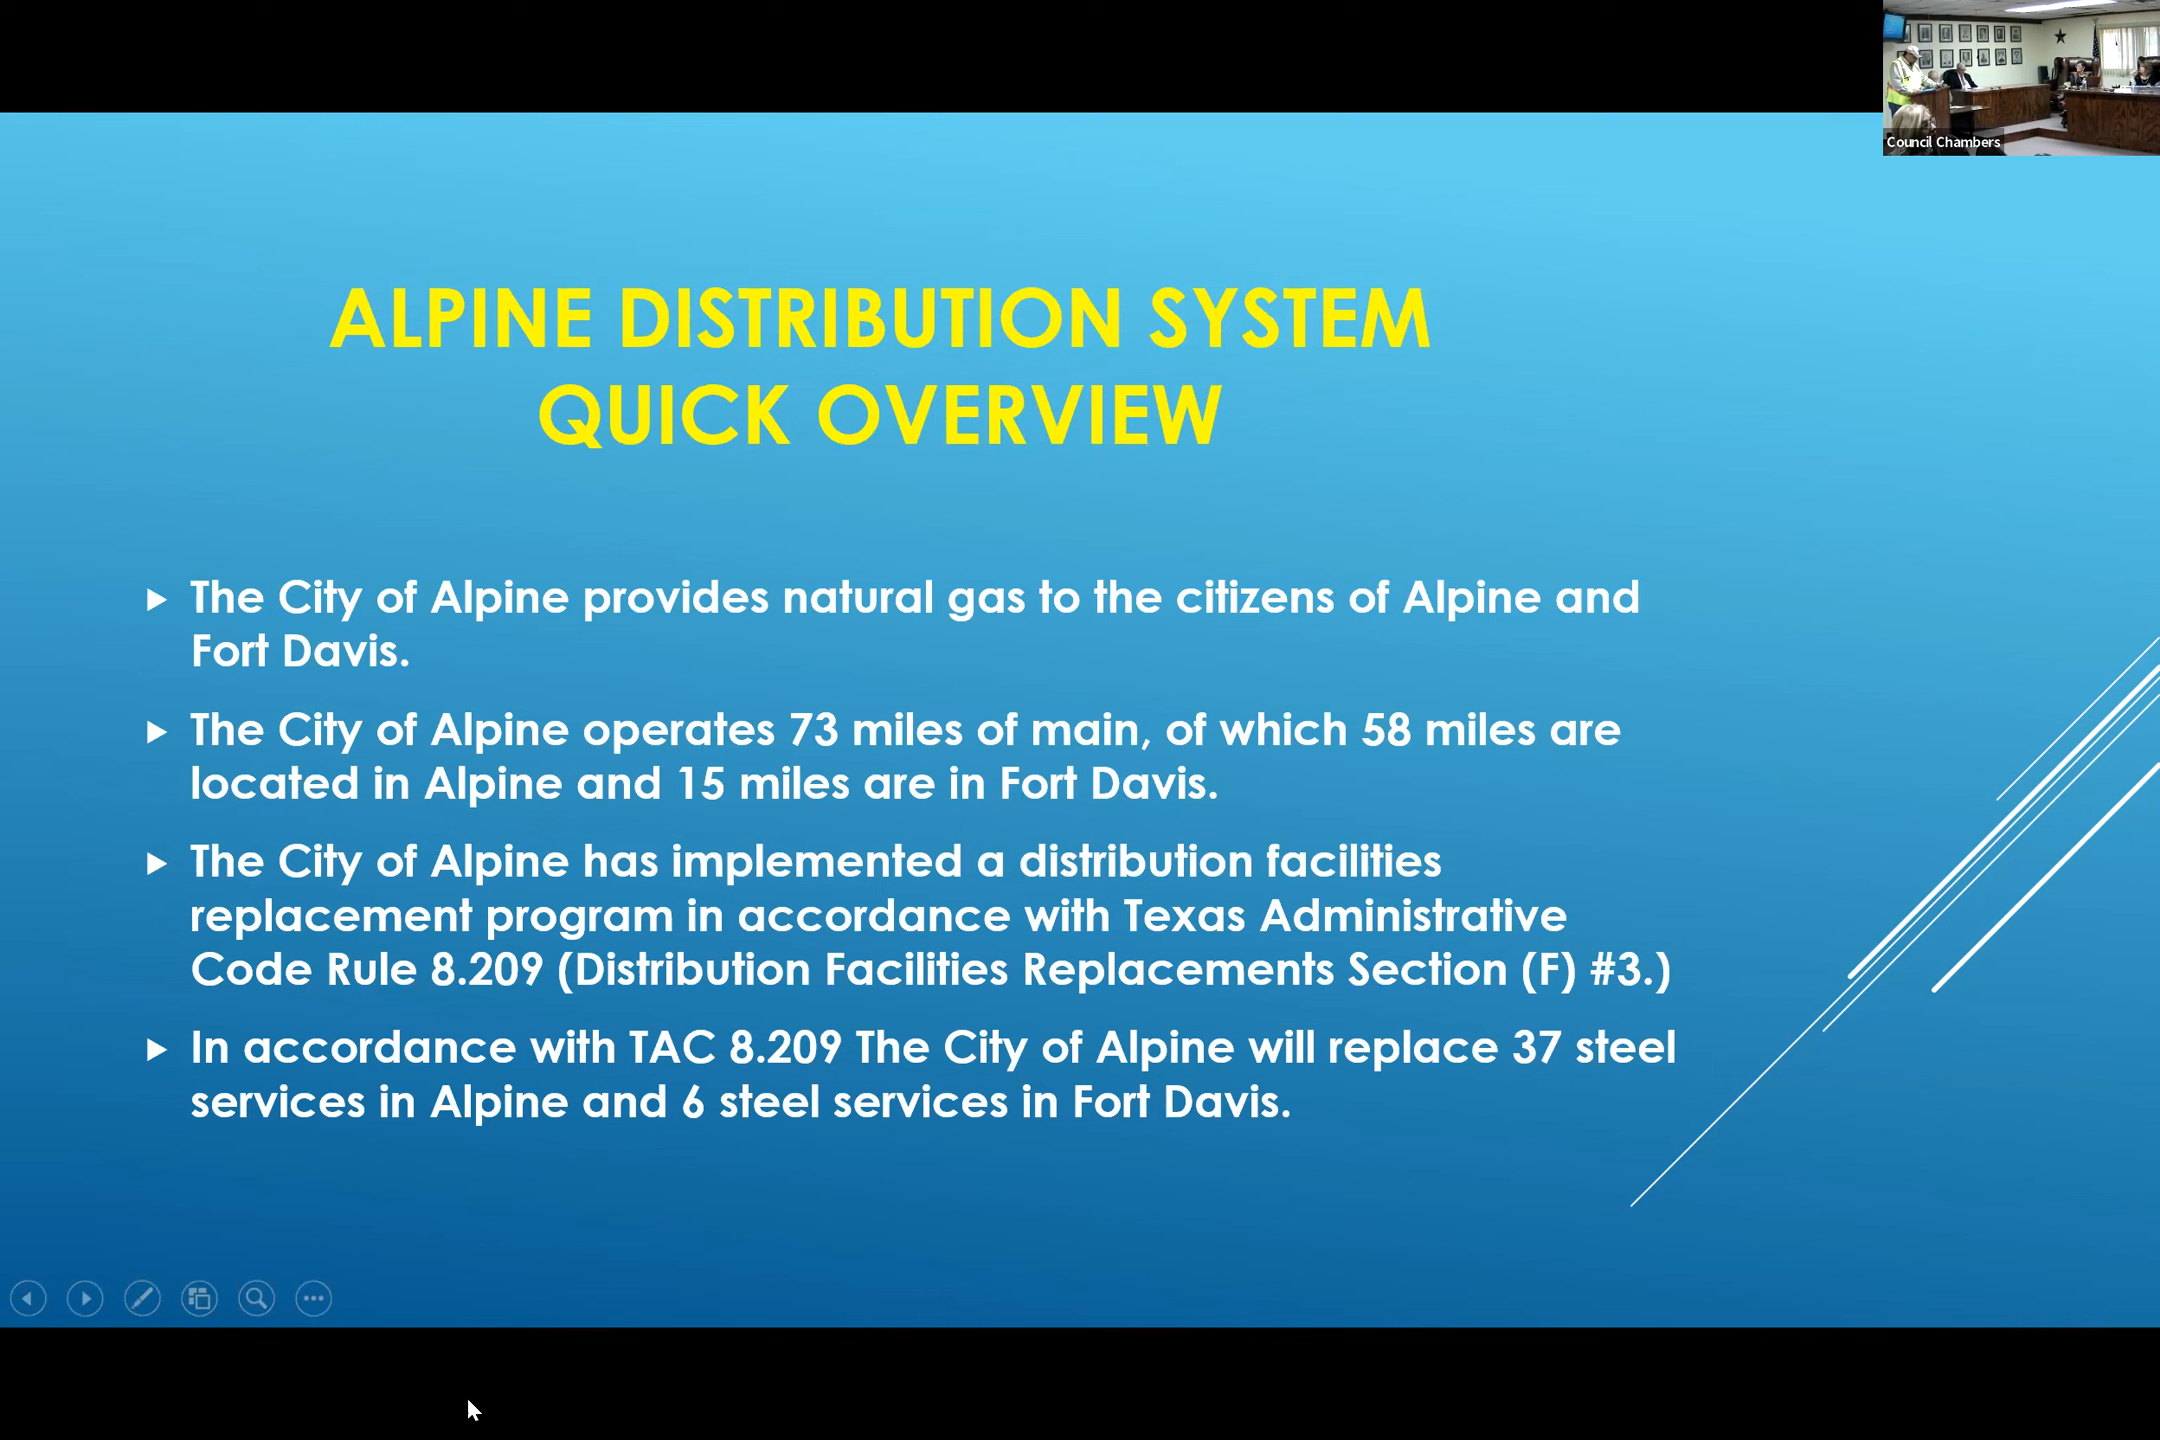 Council Chambers
ALPINE DISTRIBUTION SYSTEM
QUICK OVERVIEW
The City of Alpine provides natural gas to the citizens of Alpine and
Fort Davis.
The City of Alpine operates 73 miles of main, of which 58 miles are
located in Alpine and 15 miles are in Fort Davis.
The City of Alpine has implemented a distribution facilities
replacement program in accordance with Texas Administrative
Code Rule 8.209 (Distribution Facilities Replacements Section (F) #3.)
In accordance with TAC 8.209 The City of Alpine will replace 37 steel
services in Alpine and 6 steel services in Fort Davis.